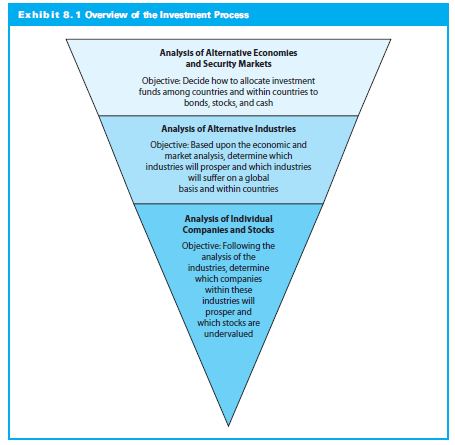 Exhibit 8.1 Overview of the Investment Process
Analysis of Alternative Economies
and Security Markets
Objective: Decide how to allocate investment
funds among countries and within countries to
bonds, stocks, and cash
Analysis of Alternative Industries
Objective: Based upon the economic and
market analysis, determine which
industries will prosper and which industries
will suffer on a global
basis and within countries
Analysis of Individual
Companies and Stocks
Objective: Following the
analysis of the
industries, determine
which companies
within these
industries will
prosper and
which stocks are
undervalued